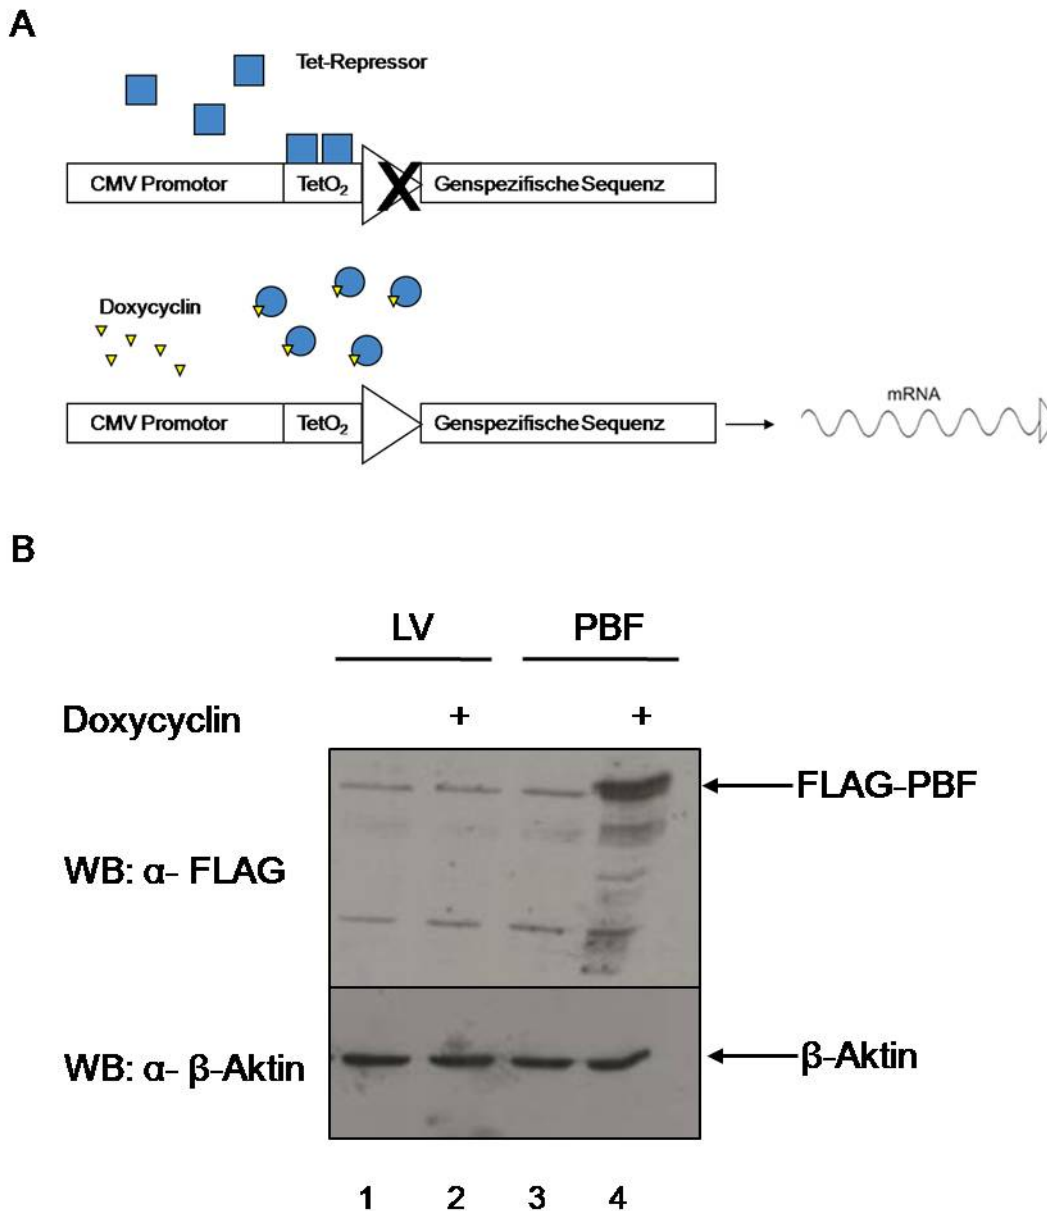 A
Tet-Repressor
CMV Promotor TetO₂ X Genspezifische Sequenz
Doxycyclin
mRNA
CMV Promotor TetO₂ Genspezifische Sequenz
B
LV PBF
Doxycyclin + +
FLAG-PBF
WB: α- FLAG
WB: α- β-Aktin β-Aktin
1 2 3 4